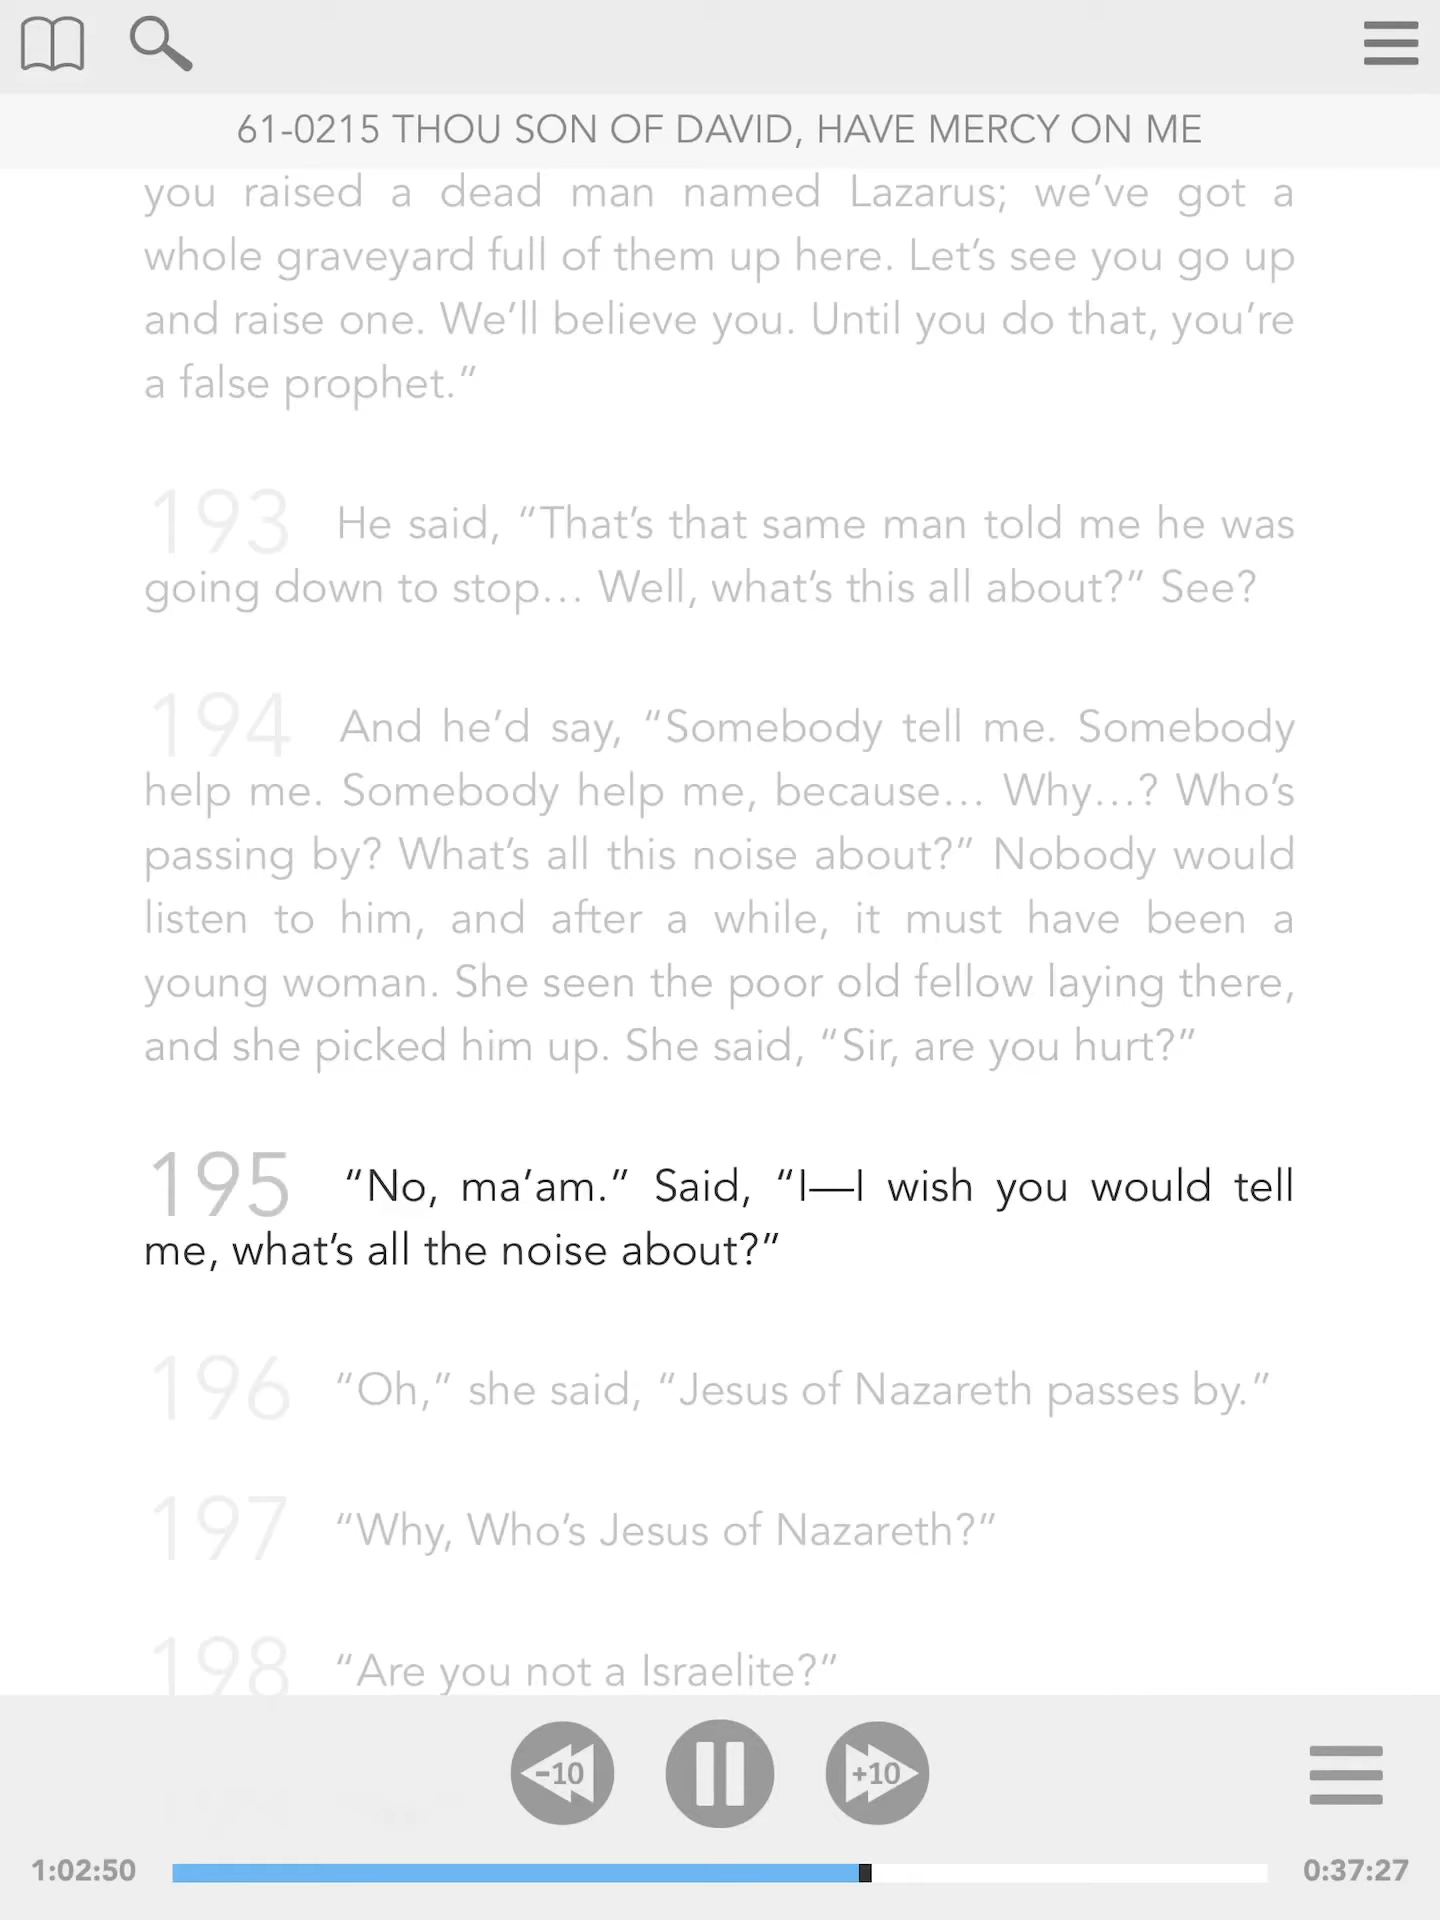 61-0215 THOU SON OF DAVID, HAVE MERCY ON ME
you raised a dead man named Lazarus; we’ve got a
whole graveyard full of them up here. Let’s see you go up
and raise one. We’ll believe you. Until you do that, you’re
a false prophet.”
193 He said, “That’s that same man told me he was
going down to stop… Well, what’s this all about?” See?
194 And he’d say, “Somebody tell me. Somebody
help me. Somebody help me, because… Why…? Who’s
passing by? What’s all this noise about?” Nobody would
listen to him, and after a while, it must have been a
young woman. She seen the poor old fellow laying there,
and she picked him up. She said, “Sir, are you hurt?”
195 “No, ma’am.” Said, “I—I wish you would tell
me, what’s all the noise about?”
196 “Oh,” she said, “Jesus of Nazareth passes by.”
197 “Why, Who’s Jesus of Nazareth?”
198 “Are you not a Israelite?”
-10 +10
1:02:50 0:37:27